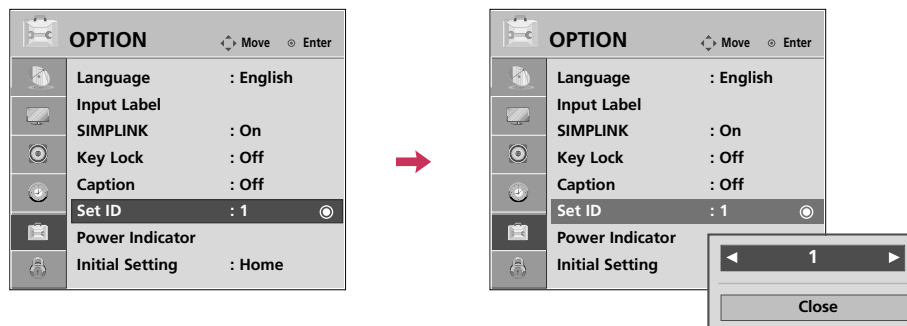 OPTION Move Enter
Language : English
Input Label
SIMPLINK : On
Key Lock : Off
Caption : Off
Set ID : 1
Power Indicator
Initial Setting : Home
OPTION Move Enter
Language : English
Input Label
SIMPLINK : On
Key Lock : Off
Caption : Off
Set ID : 1
Power Indicator
Initial Setting
◄ 1 ►
Close